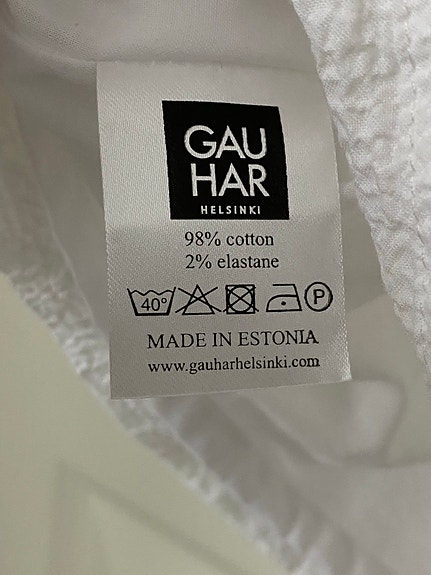 GAU
HAR
HELSINKI
98% cotton
2% elastane
40° P
MADE IN ESTONIA
www.gauharhelsinki.com